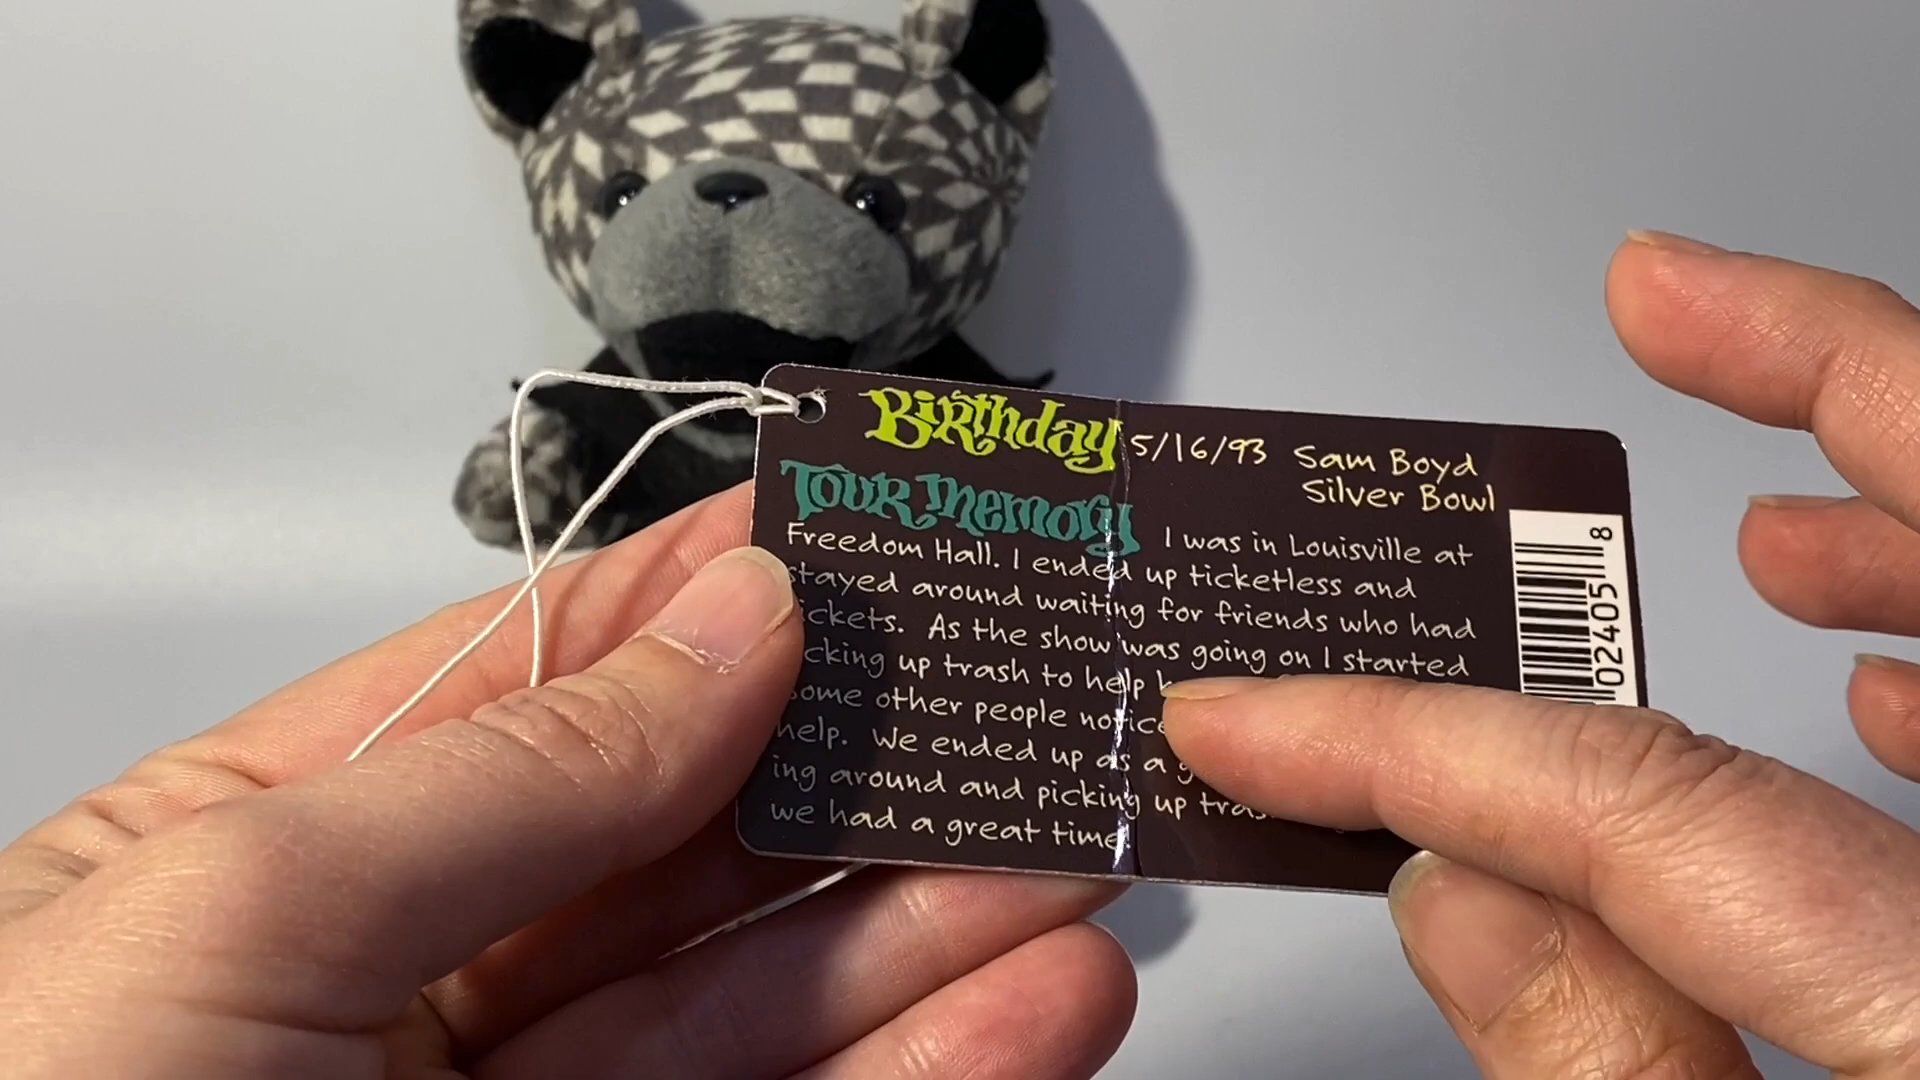 Birthday 5/16/93 Sam Boyd
Silver Bowl
Tour Memory I was in Louisville at
Freedom Hall. I ended up ticketless and
stayed around waiting for friends who had
ickets. As the show was going on I started
cking up trash to help
some other people
help. We ended up as a
ing around and picking up
we had a great time
02405 8